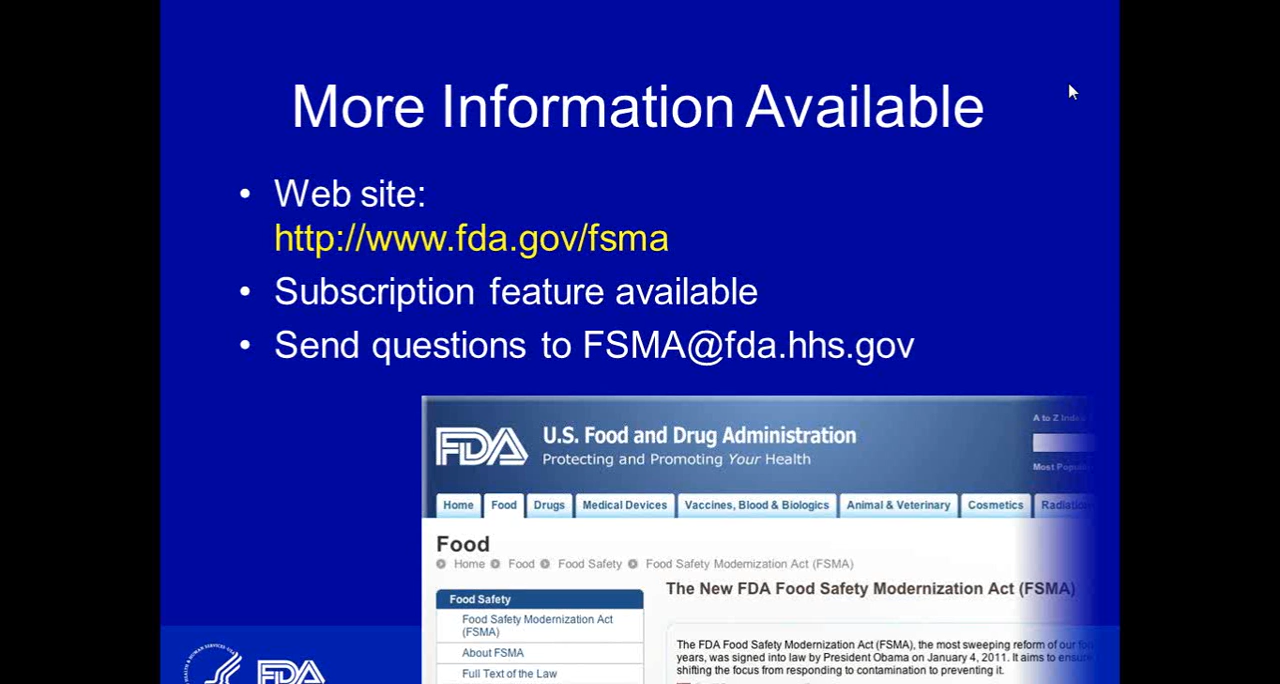 More Information Available
• Web site:
http://www.fda.gov/fsma
• Subscription feature available
• Send questions to FSMA@fda.hhs.gov
A to Z Index
FDA U.S. Food and Drug Administration
Protecting and Promoting Your Health
Most
Home Food Drugs Medical Devices Vaccines, Blood & Biologics Animal & Veterinary Cosmetics
Food
Home Food Food Safety Food Safety Modernization Act (FSMA)
The New FDA Food Safety Modernization Act (FSMA)
Food Safety
Food Safety Modernization Act
(FSMA)
About FSMA
Full Text of the Law
The FDA Food Safety Modernization Act (FSMA), the most sweeping reform of our
years, was signed into law by President Obama on January 4, 2011. It aims to ensure
shifting the focus from responding to contamination to preventing it.
FDA